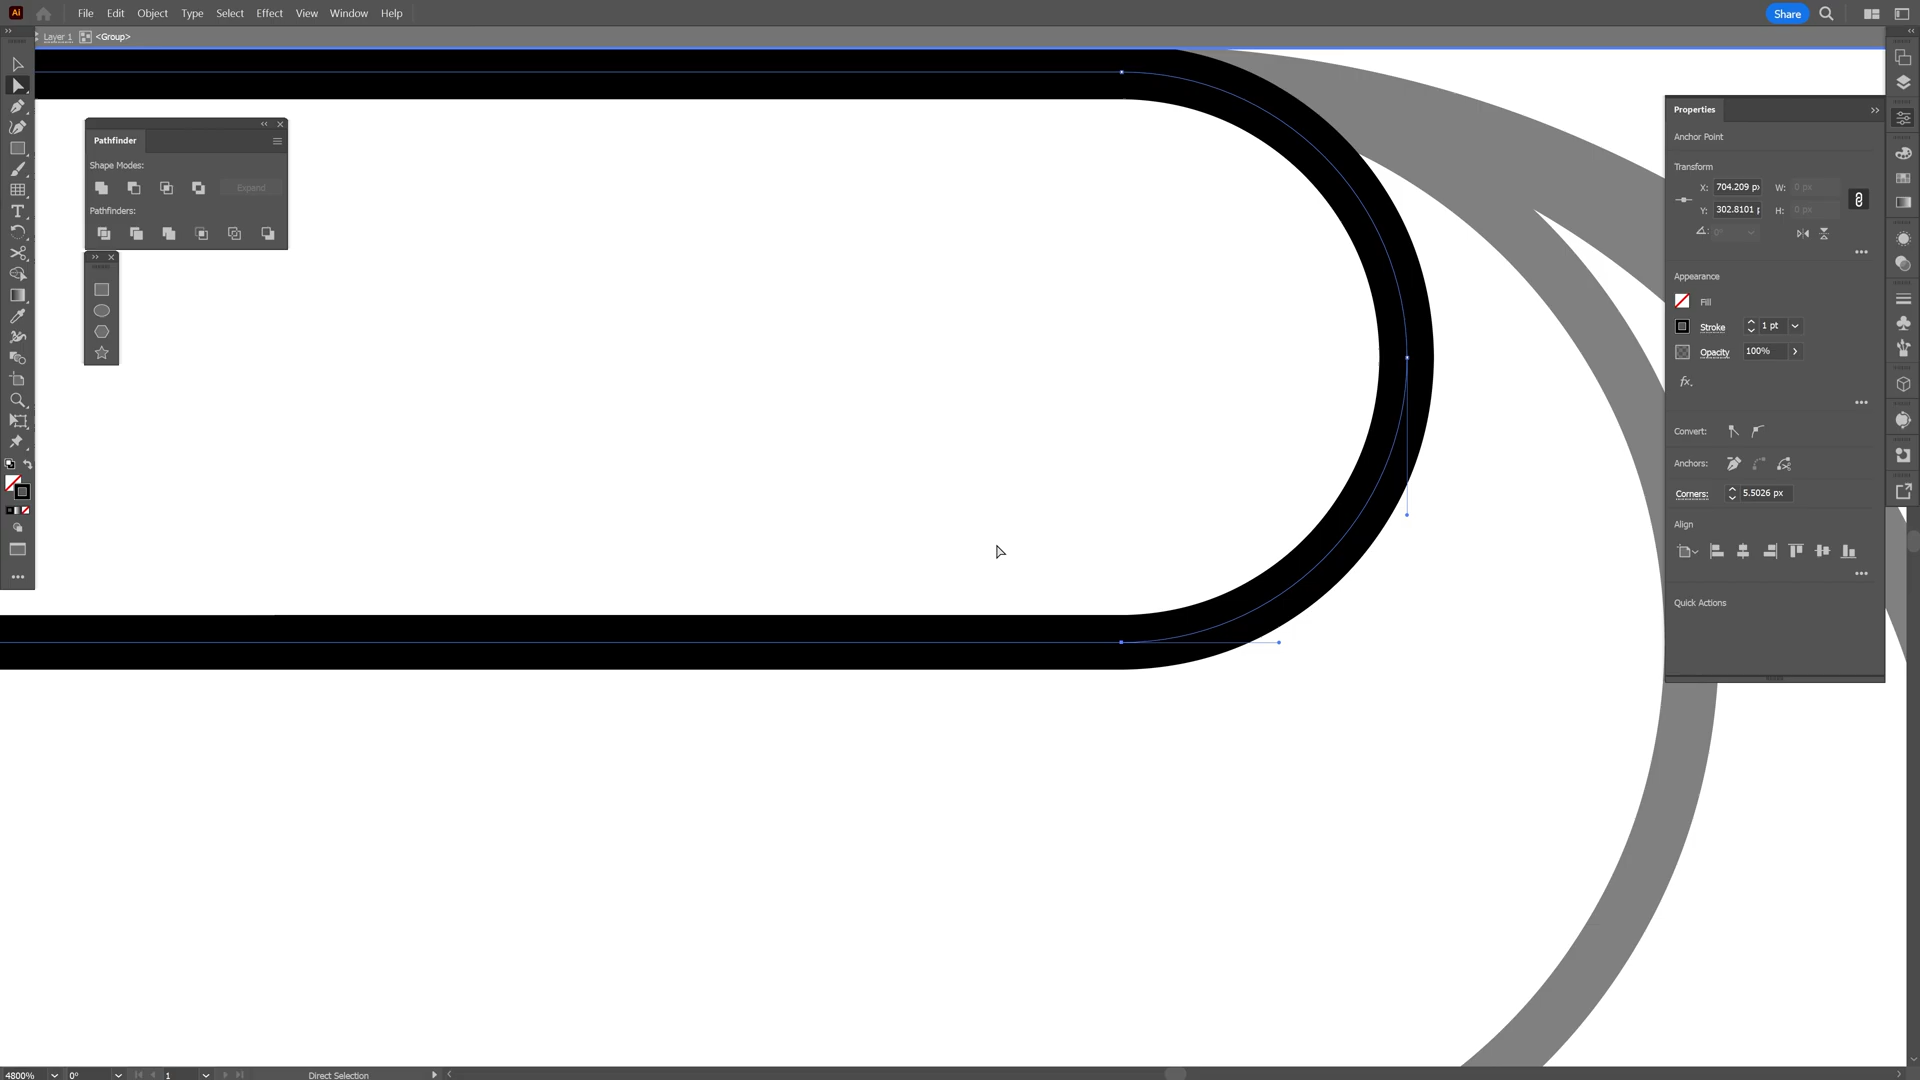 Ai File Edit Object Type Select Effect View Window Help Share
Layer 1 <Group>
Pathfinder
Shape Modes:
Expand
Pathfinders:
Properties
Anchor Point
Transform
X: 704.209 p W: 0 px
Y: 302.8101 H: 0 px
0°
Appearance
Fill
Stroke 1 pt
Opacity 100%
fx.
Convert:
Anchors:
Corners: 5.5026 px
Align
Quick Actions
4800% 0° 1 Direct Selection